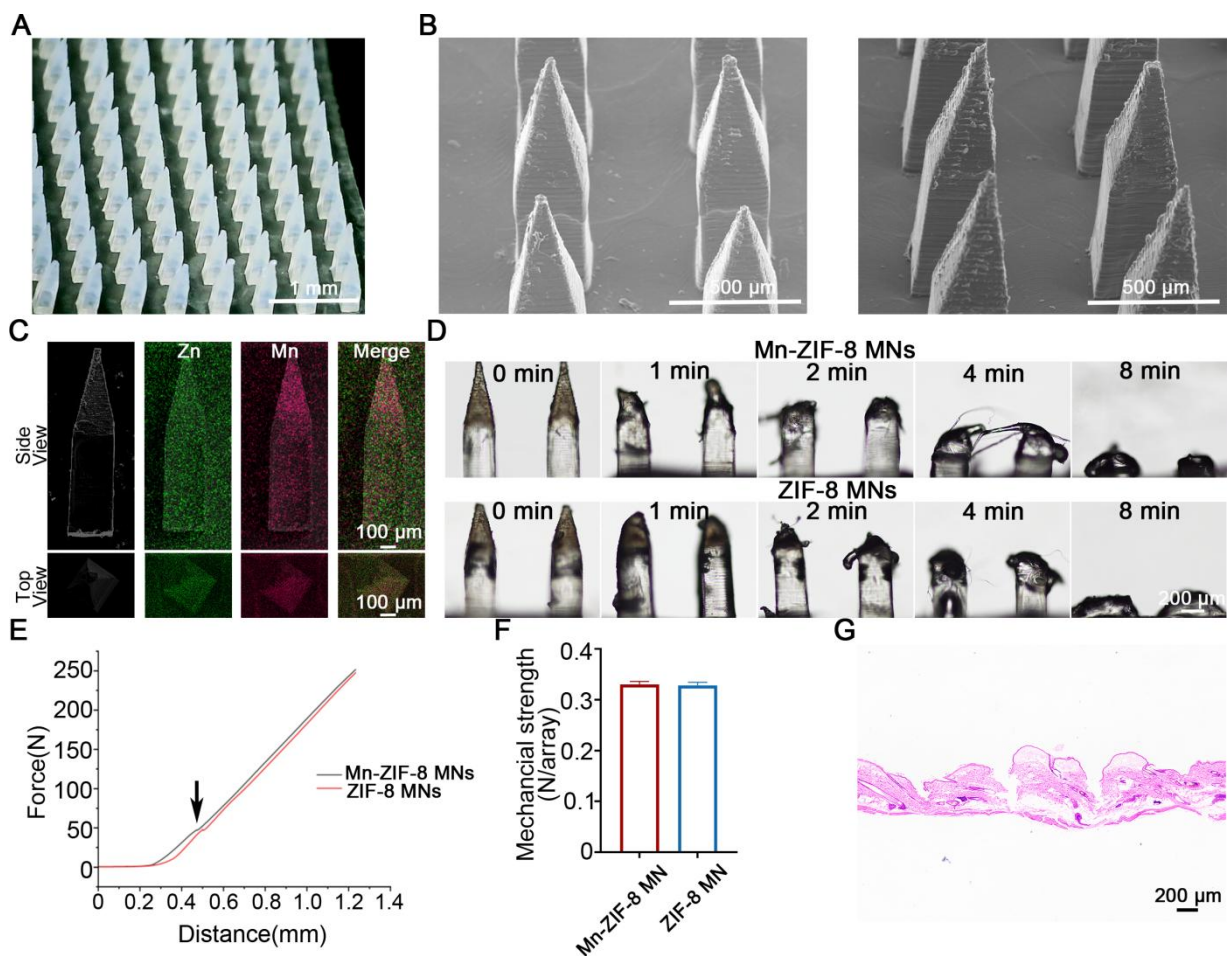 A
B
1 mm
500 µm
500 µm
C
Zn
Mn
Merge
Side
View
100 µm
Top
View
100 µm
D
Mn-ZIF-8 MNs
0 min
1 min
2 min
4 min
8 min
ZIF-8 MNs
0 min
1 min
2 min
4 min
8 min
200 µm
E
Force(N)
250
200
150
100
50
0
0
0.2
0.4
0.6
0.8
1.0
1.2
1.4
Distance(mm)
Mn-ZIF-8 MNs
ZIF-8 MNs
F
Mechancial strength
(N/array)
0.4
0.3
0.2
0.1
0
Mn-ZIF-8 MN
ZIF-8 MN
G
200 µm